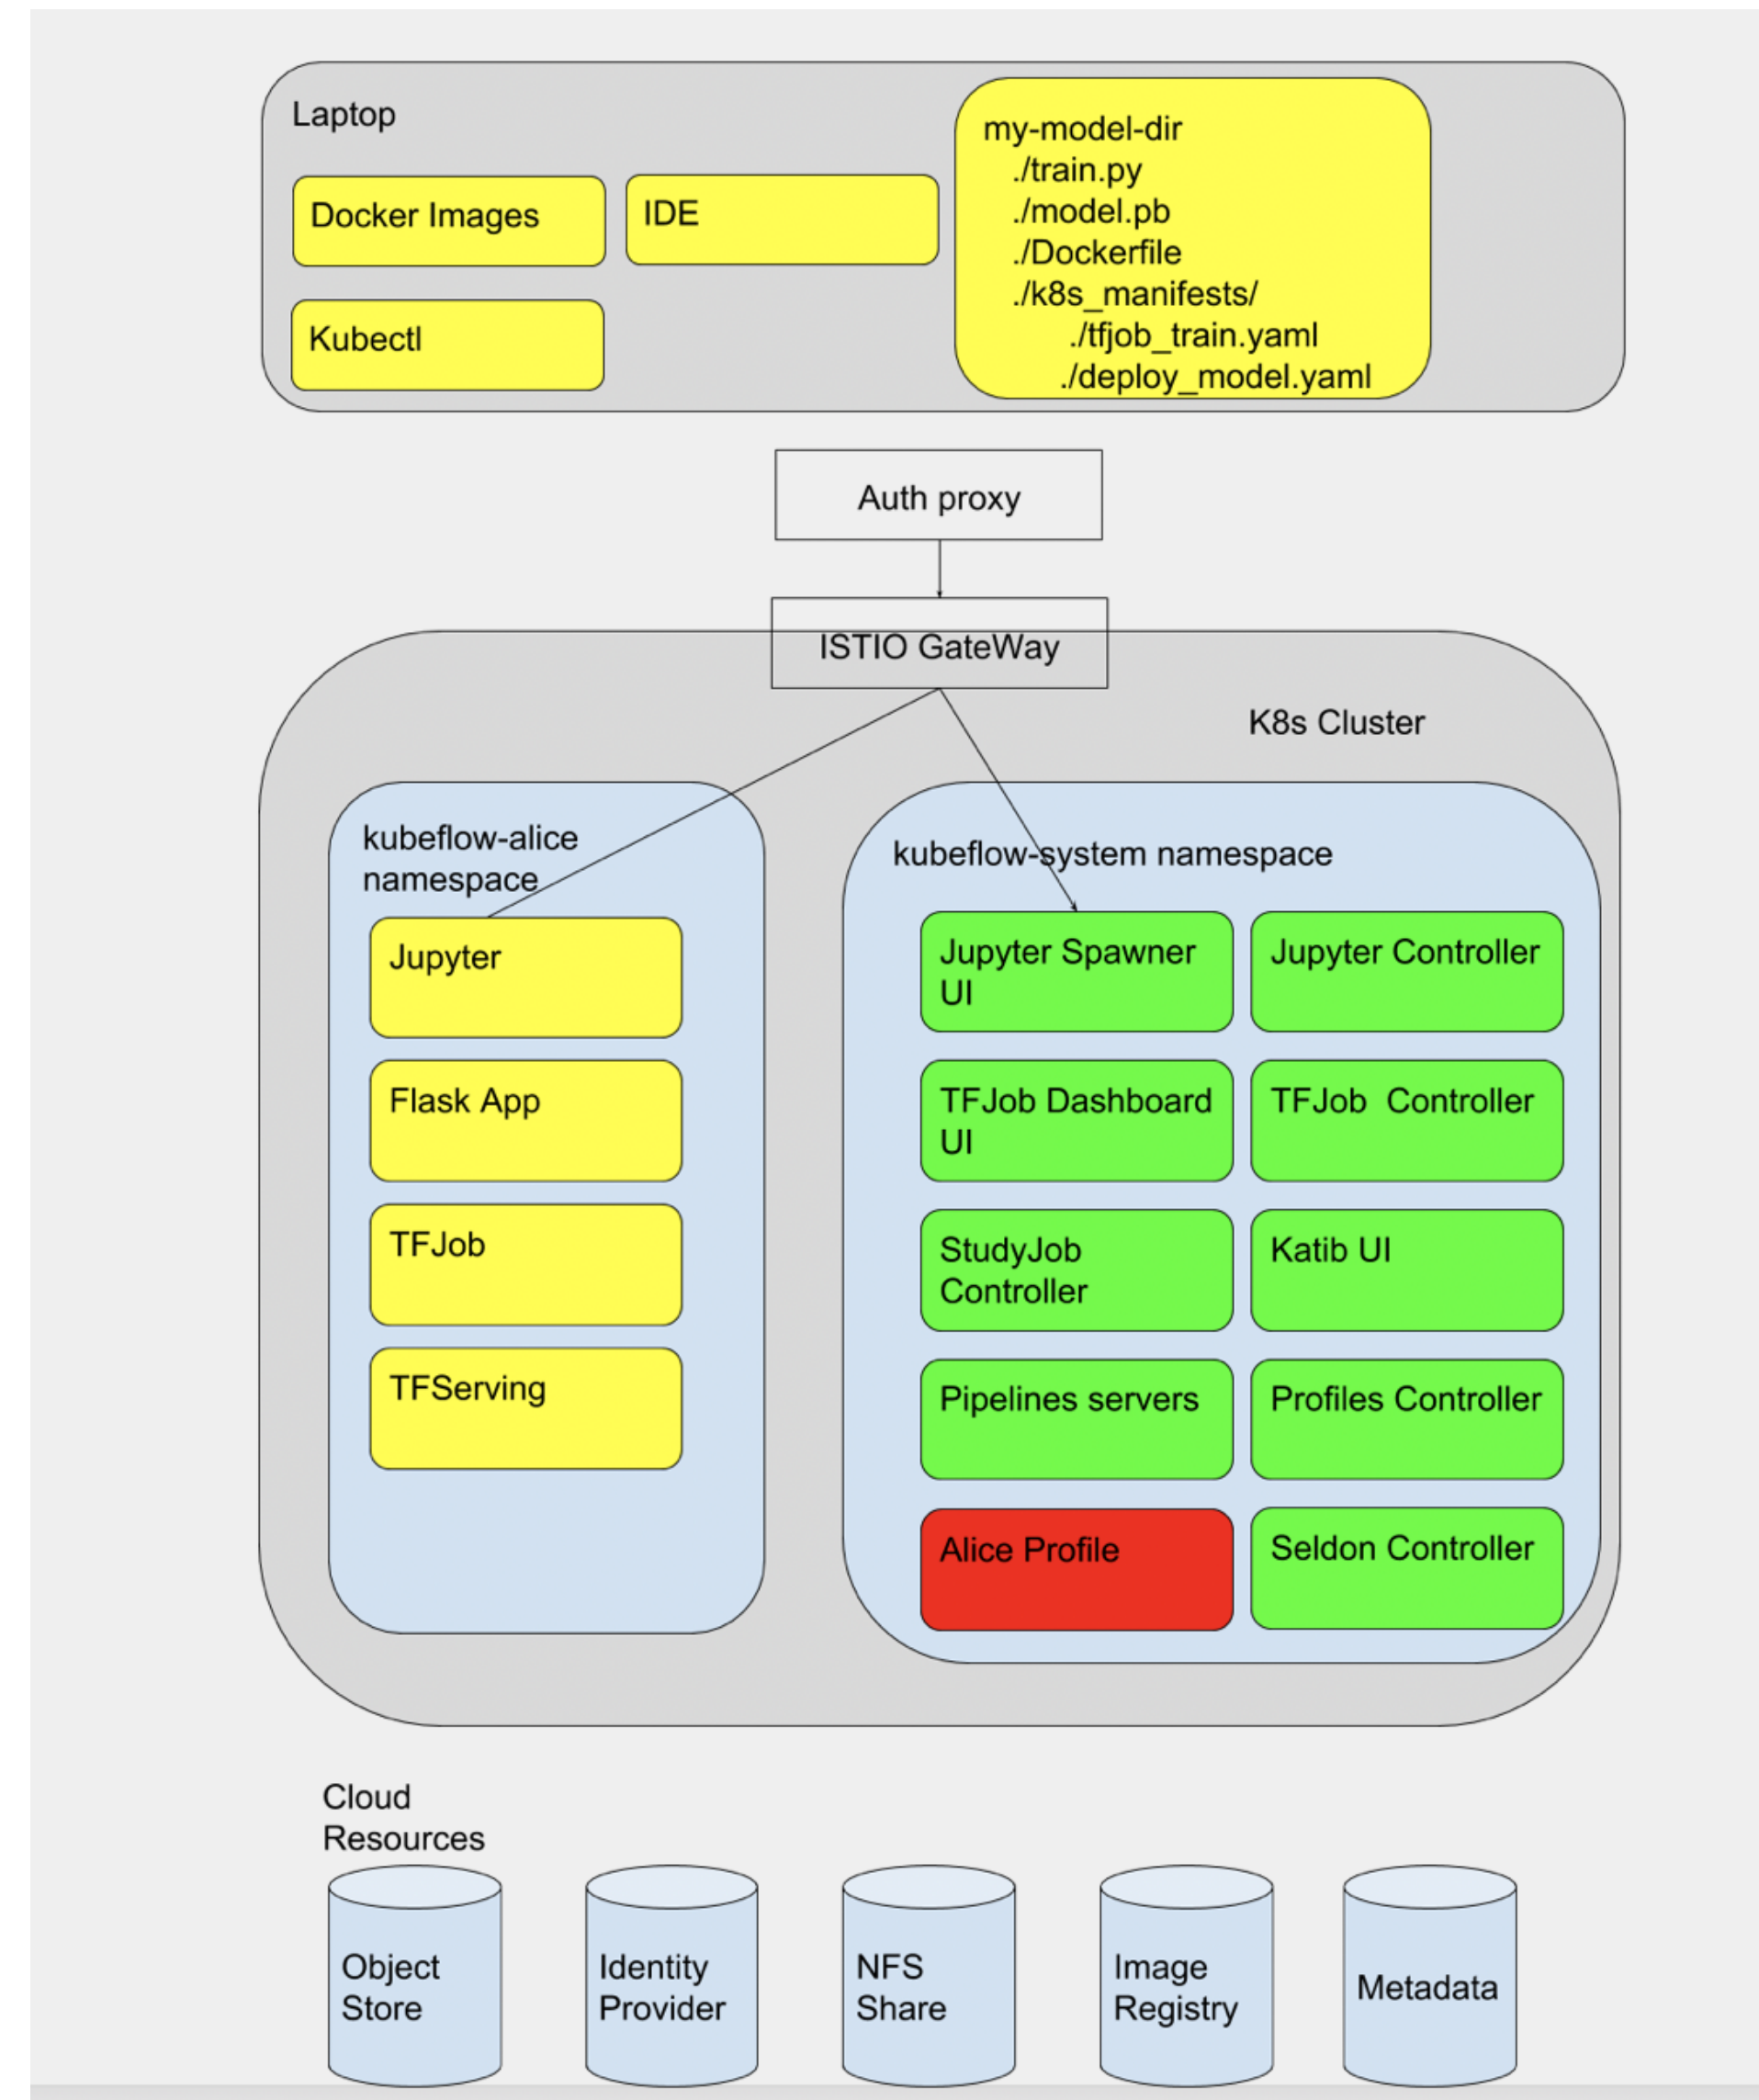 Laptop
Docker Images
IDE
Kubectl
my-model-dir
./train.py
./model.pb
./Dockerfile
./k8s_manifests/
./tfjob_train.yaml
./deploy_model.yaml
Auth proxy
ISTIO GateWay
K8s Cluster
kubeflow-alice
namespace
Jupyter
Flask App
TFJob
TFServing
kubeflow-system namespace
Jupyter Spawner
UI
Jupyter Controller
TFJob Dashboard
UI
TFJob  Controller
StudyJob
Controller
Katib UI
Pipelines servers
Profiles Controller
Alice Profile
Seldon Controller
Cloud
Resources
Object
Store
Identity
Provider
NFS
Share
Image
Registry
Metadata